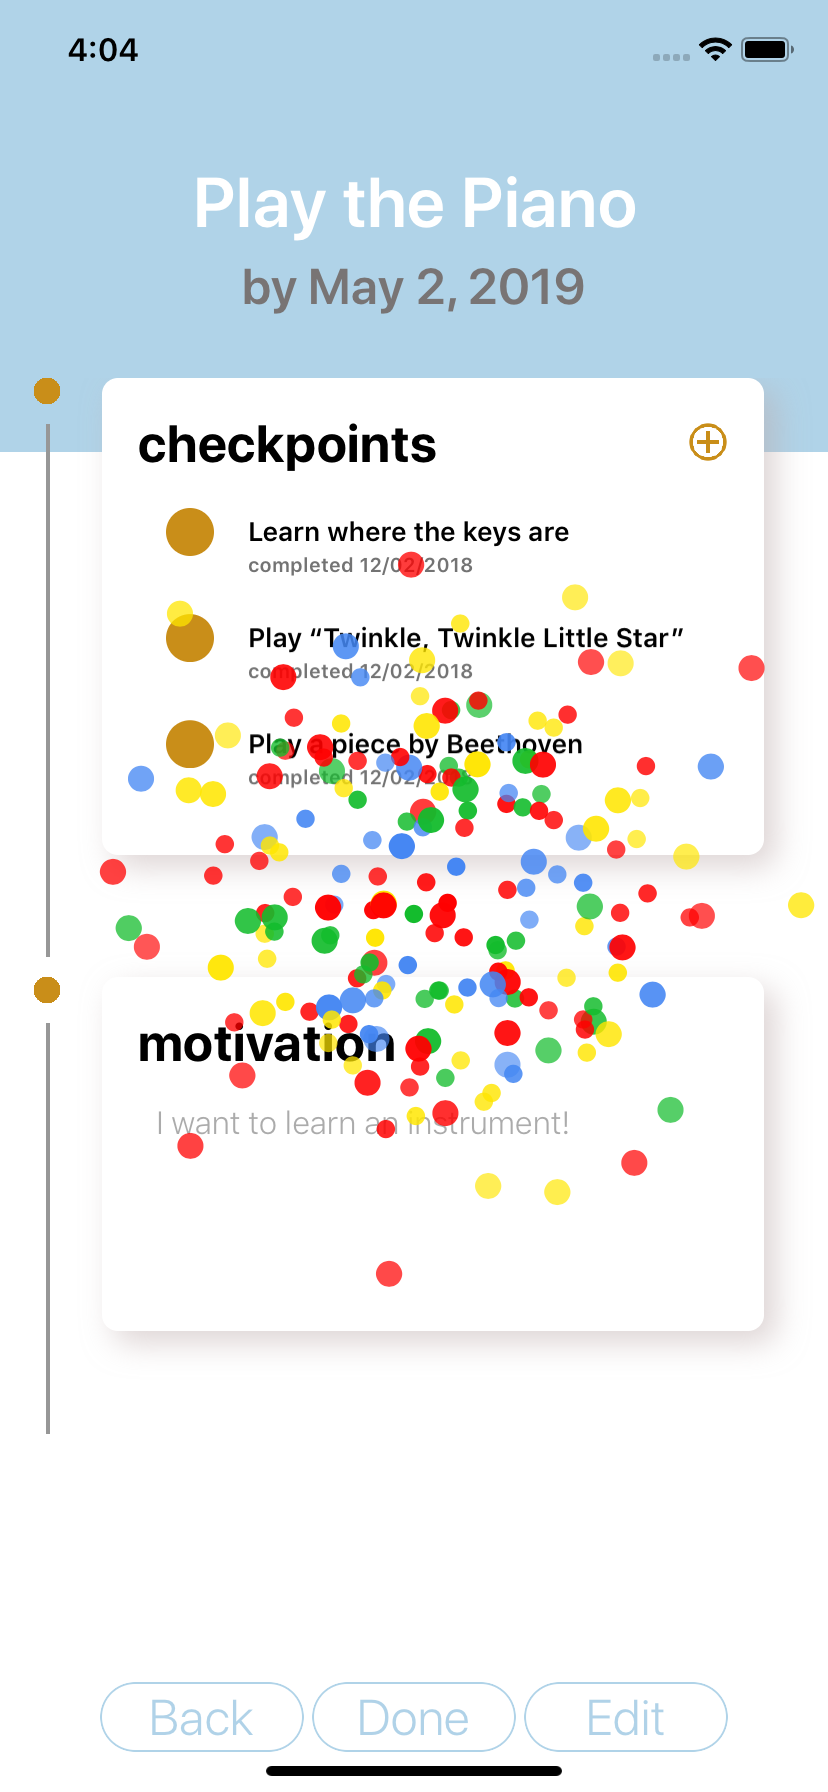 4:04
Play the Piano
by May 2, 2019
checkpoints
Learn where the keys are
completed 12/02/2018
Play “Twinkle, Twinkle Little Star”
completed 12/02/2018
Play a piece by Beethoven
completed 12/02/2018
motivation
I want to learn an instrument!
Back
Done
Edit